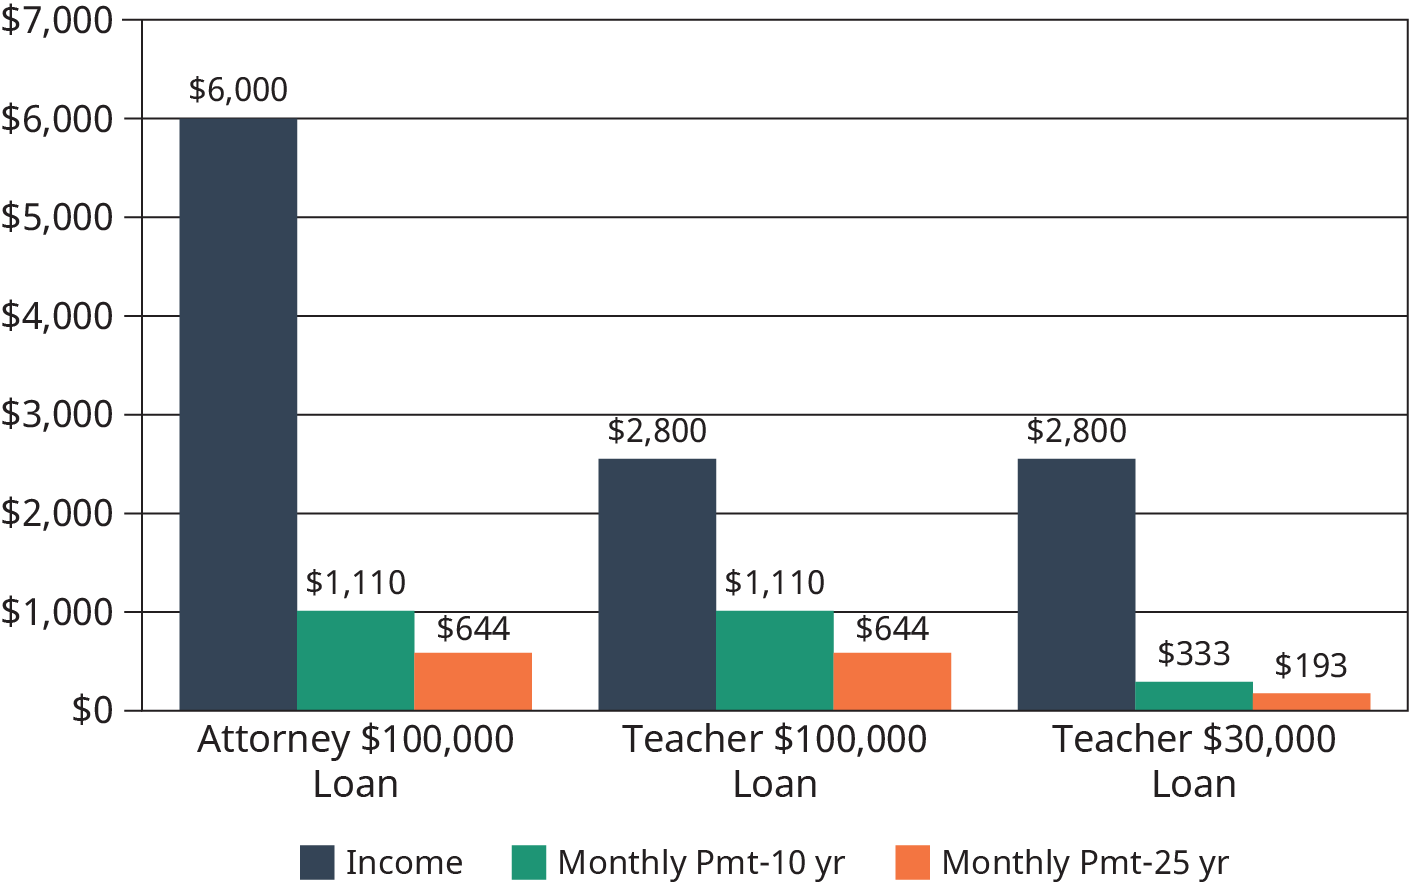 $7,000
$6,000
$5,000
$4,000
$3,000
$2,000
$1,000
$0
$6,000
$1,110
$644
$2,800
$1,110
$644
$2,800
$333
$193
Attorney $100,000
Loan
Teacher $100,000
Loan
Teacher $30,000
Loan
Income
Monthly Pmt-10 yr
Monthly Pmt-25 yr